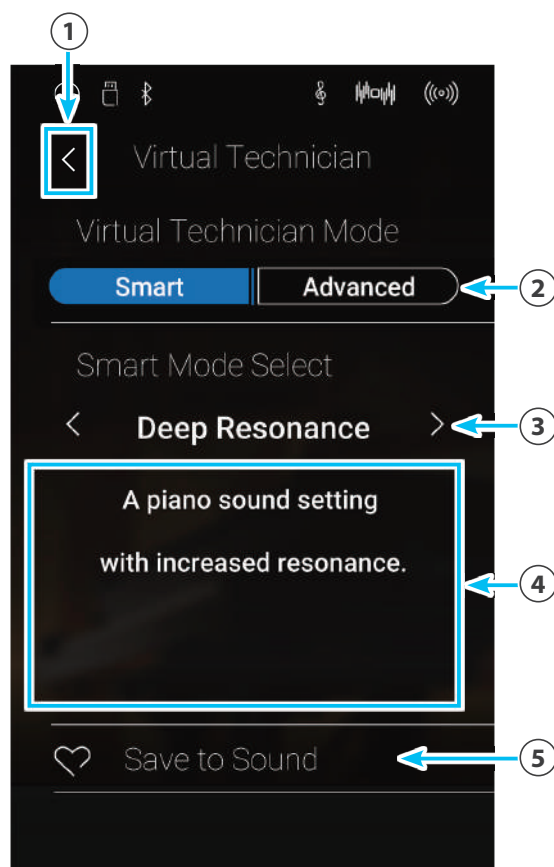 1
Virtual Technician
Virtual Technician Mode
Smart
Advanced
2
Smart Mode Select
< Deep Resonance >
3
A piano sound setting
with increased resonance.
4
Save to Sound
5